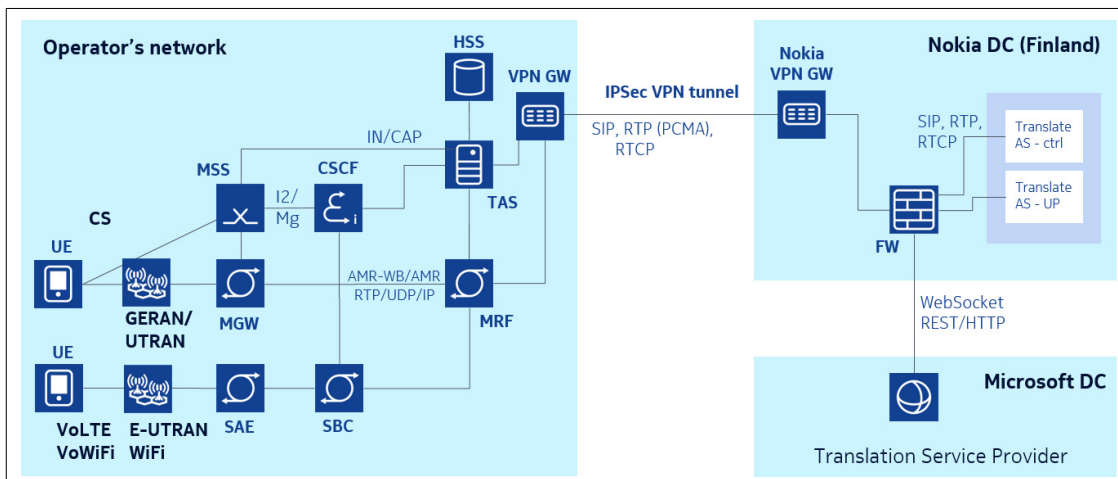 Operator's network
HSS
VPN GW
IN/CAP
MSS
CSCF
I2/
Mg
TAS
CS
UE
GERAN/
UTRAN
MGW
AMR-WB/AMR
RTP/UDP/IP
MRF
UE
VoLTE
VoWiFi
E-UTRAN
WiFi
SAE
SBC
i
IPSec VPN tunnel
SIP, RTP (PCMA),
RTCP
Nokia DC (Finland)
Nokia
VPN GW
SIP, RTP,
RTCP
Translate
AS - ctrl
Translate
AS - UP
FW
WebSocket
REST/HTTP
Microsoft DC
Translation Service Provider